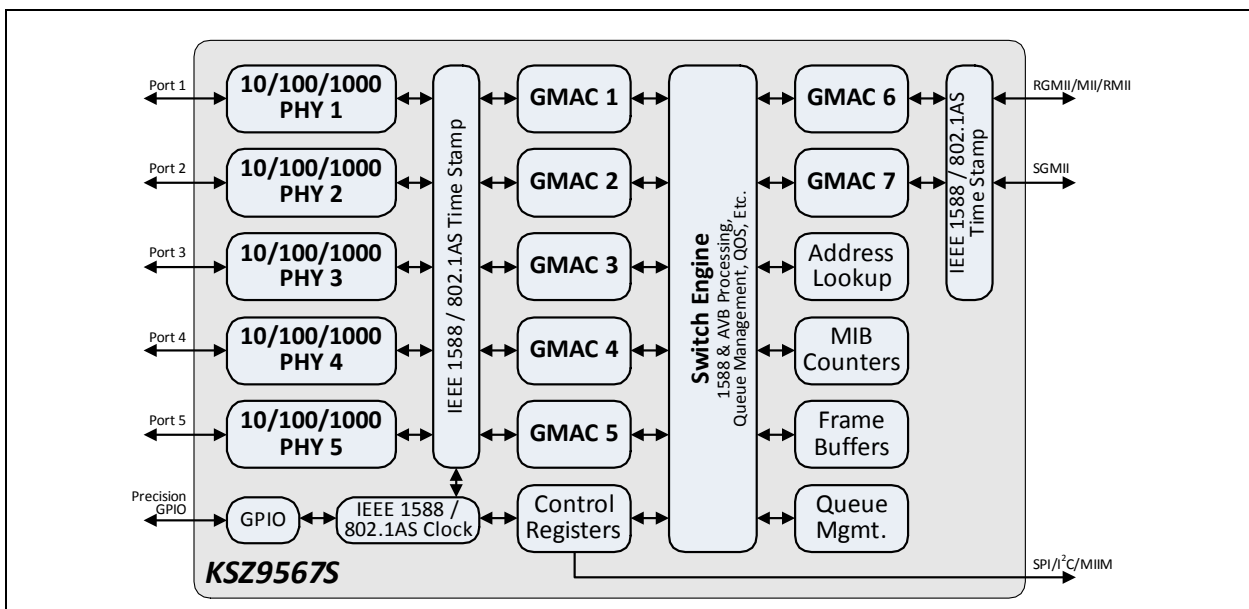 Port 1
10/100/1000
PHY 1
GMAC 1
GMAC 6
RGMII/MII/RMII
Port 2
10/100/1000
PHY 2
GMAC 2
GMAC 7
SGMII
IEEE 1588 / 802.1AS Time Stamp
Switch Engine
1588 & AVB Processing,
Queue Management, QOS, Etc.
IEEE 1588 / 802.1AS
Time Stamp
Port 3
10/100/1000
PHY 3
GMAC 3
Address
Lookup
Port 4
10/100/1000
PHY 4
GMAC 4
MIB
Counters
Port 5
10/100/1000
PHY 5
GMAC 5
Frame
Buffers
Precision
GPIO
GPIO
IEEE 1588 /
802.1AS Clock
Control
Registers
Queue
Mgmt.
KSZ9567S
SPI/I²C/MIIM